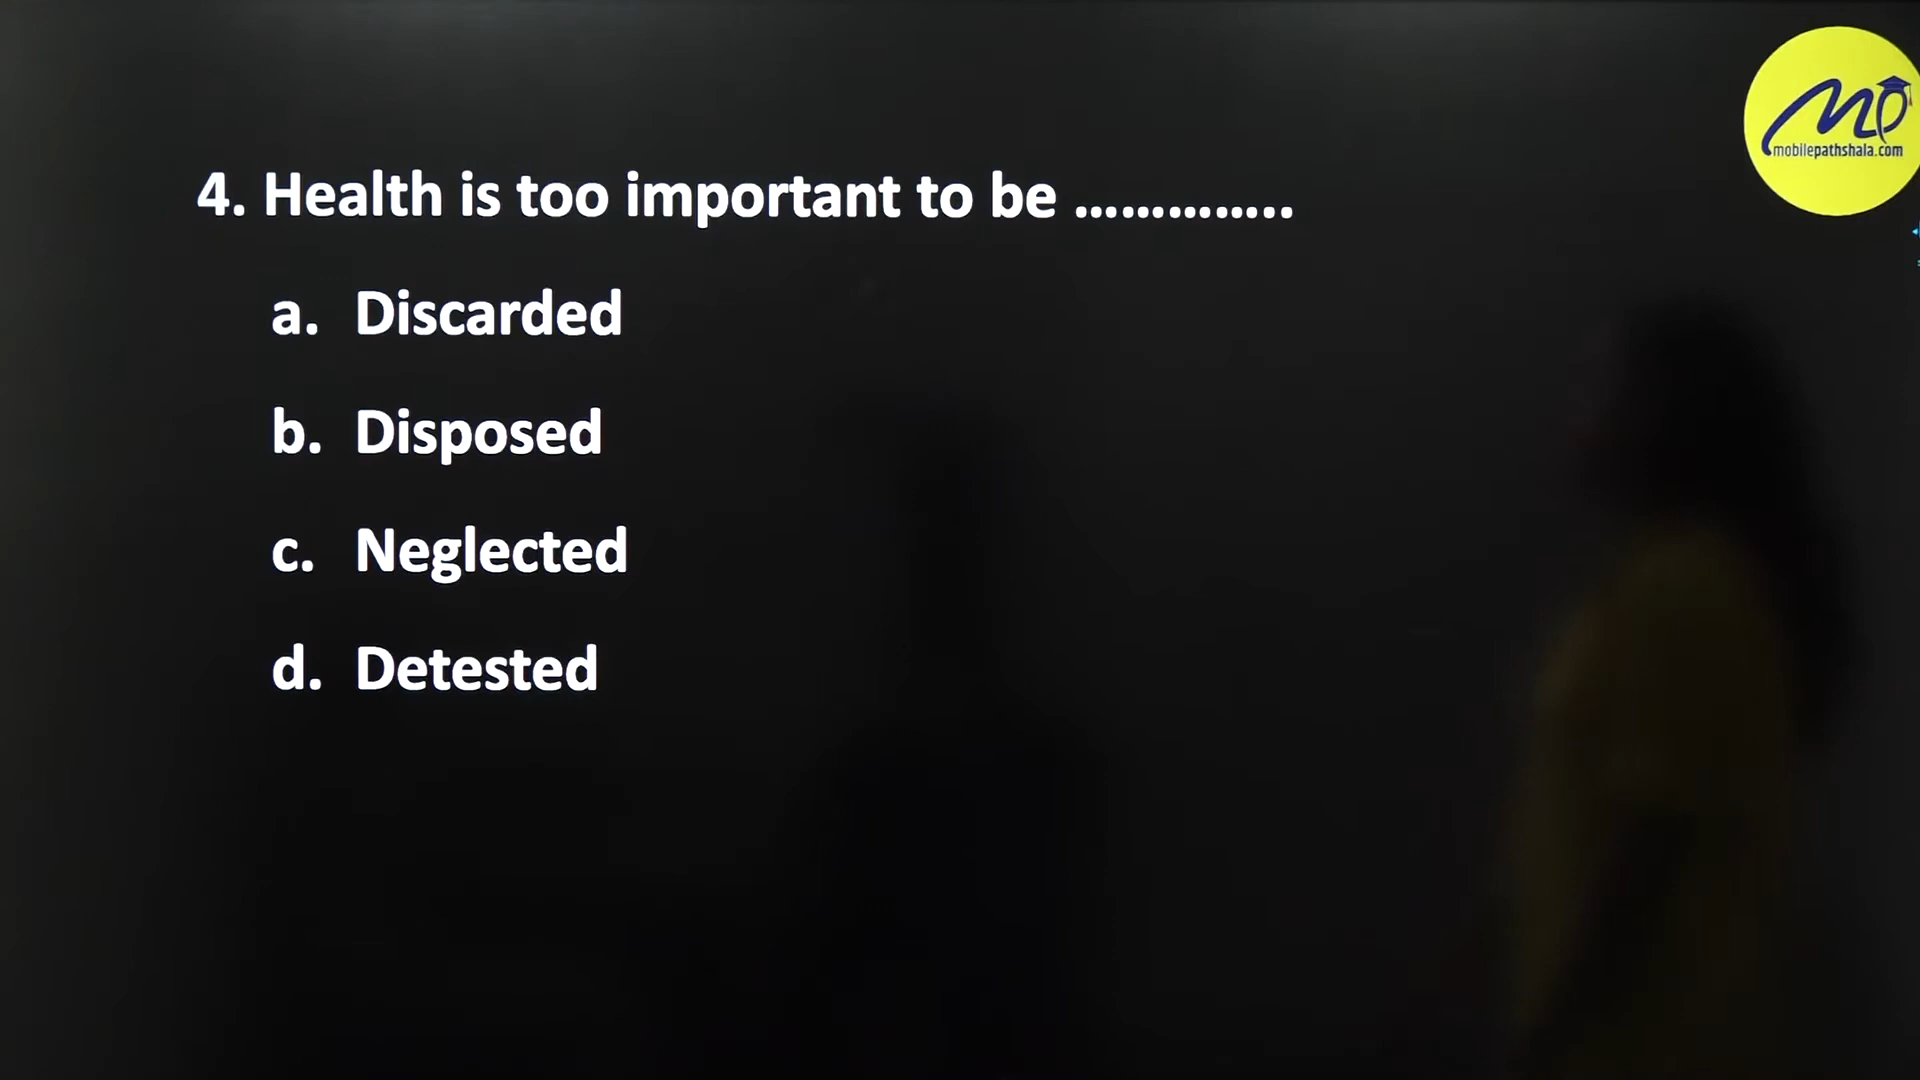 mobilepathshala.com
4. Health is too important to be …………..
a. Discarded
b. Disposed
c. Neglected
d. Detested